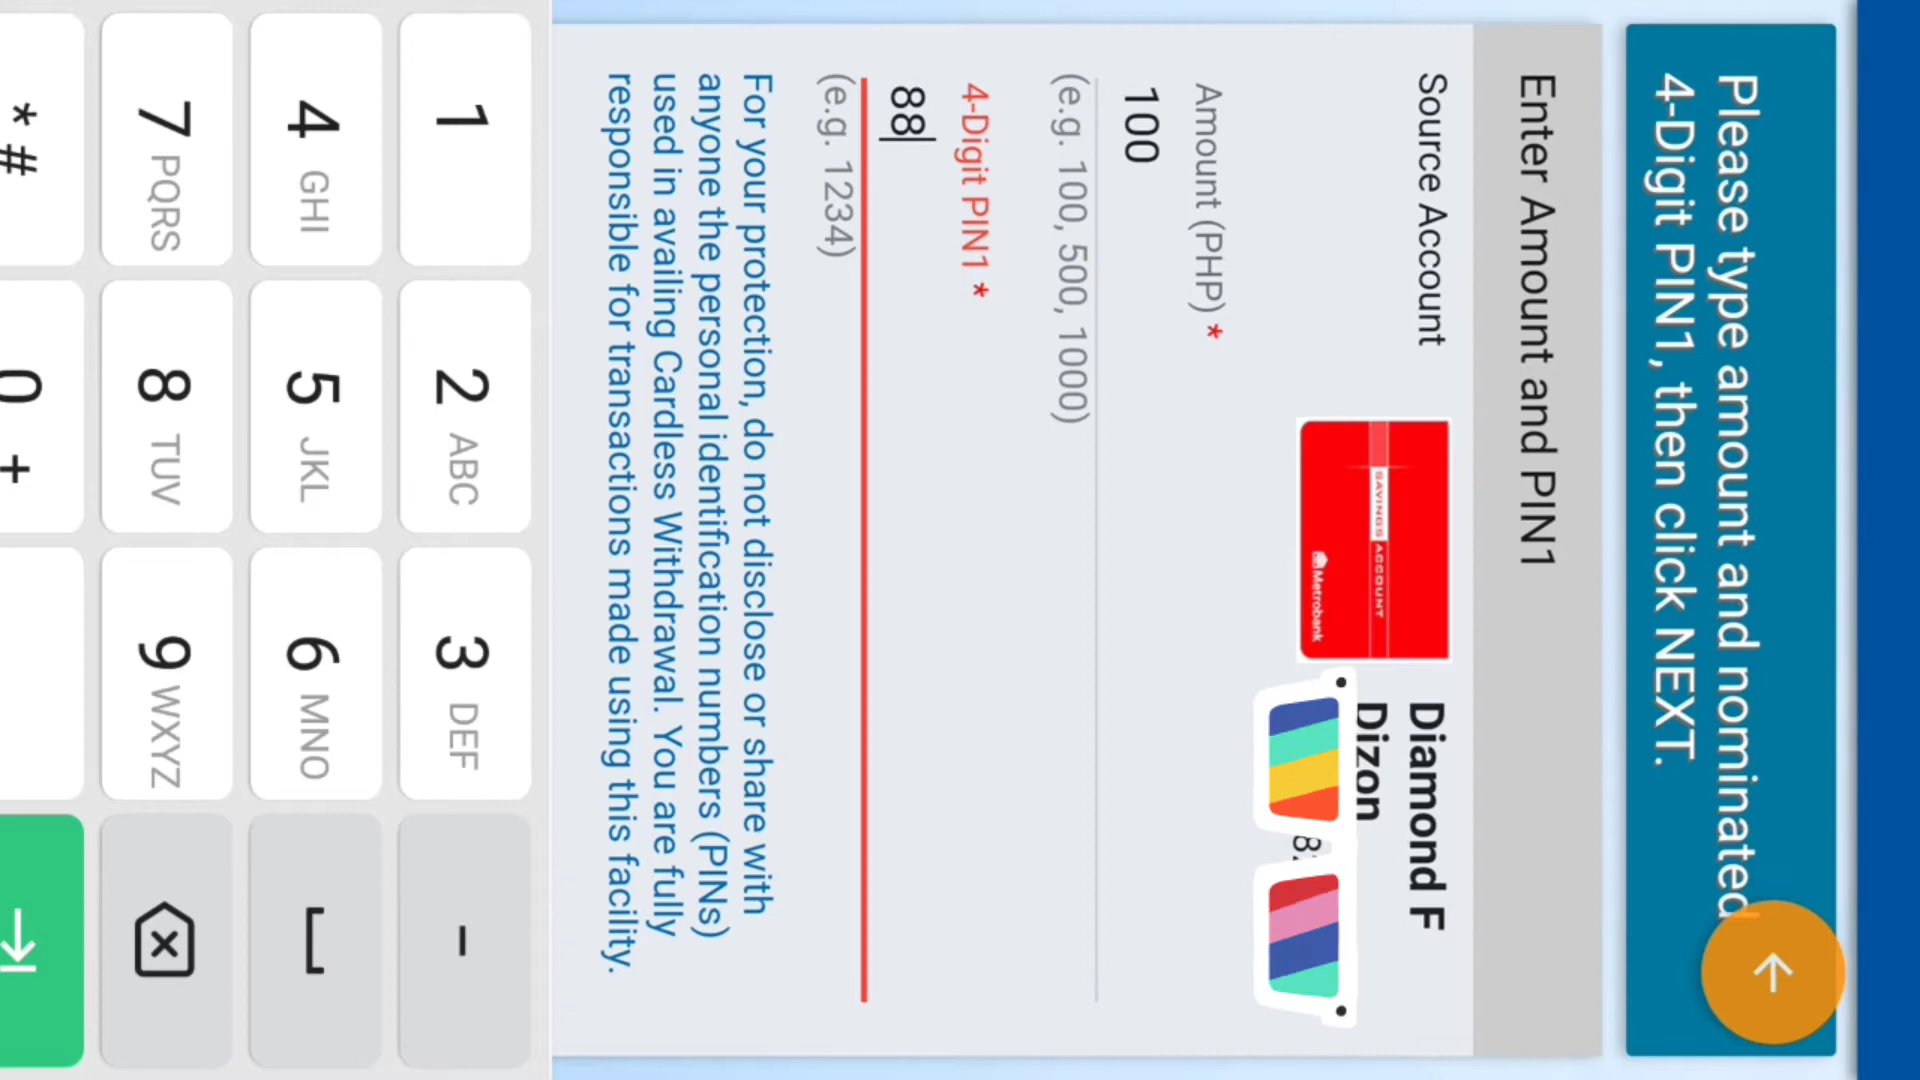 Please type amount and nominated
4-Digit PIN1, then click NEXT.
Enter Amount and PIN1
Source Account
SAVINGS ACCOUNT
Metrobank
Diamond F
Dizon
Amount (PHP) *
100
(e.g. 100, 500, 1000)
4-Digit PIN1 *
88
(e.g. 1234)
For your protection, do not disclose or share with
anyone the personal identification numbers (PINs)
used in availing Cardless Withdrawal. You are fully
responsible for transactions made using this facility.
1 2 ABC 3 DEF -
4 GHI 5 JKL 6 MNO
7 PQRS 8 TUV 9 WXYZ
* # 0 +